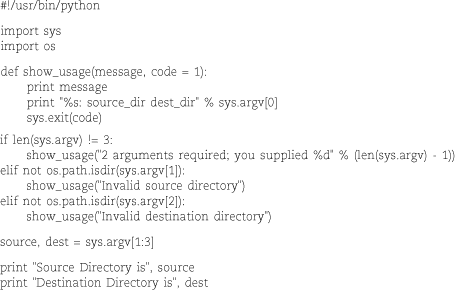 #!/usr/bin/python
import sys
import os
def show_usage(message, code = 1):
print message
print "%s: source_dir dest_dir" % sys.argv[0]
sys.exit(code)
if len(sys.argv) != 3:
show_usage("2 arguments required; you supplied %d" % (len(sys.argv) - 1))
elif not os.path.isdir(sys.argv[1]):
show_usage("Invalid source directory")
elif not os.path.isdir(sys.argv[2]):
show_usage("Invalid destination directory")
source, dest = sys.argv[1:3]
print "Source Directory is", source
print "Destination Directory is", dest